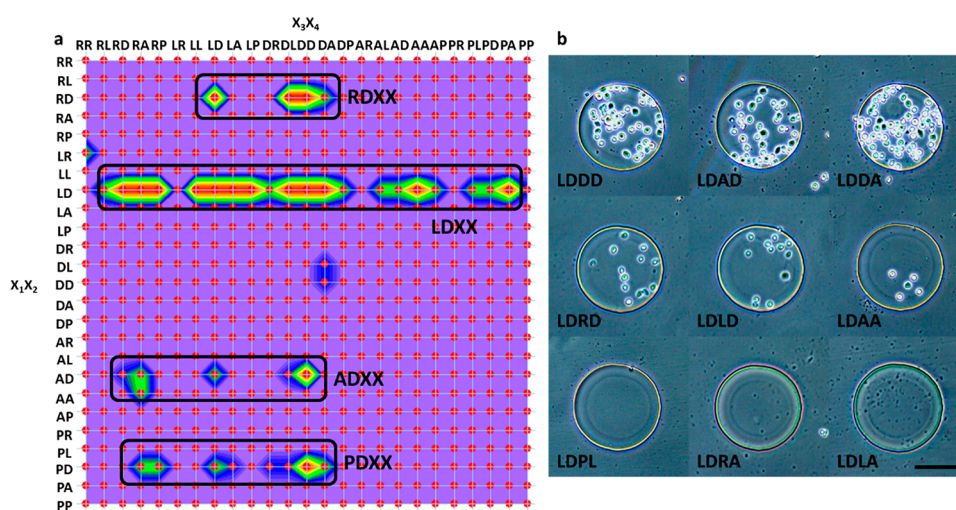 X₃X₄
a
RR RL RD RA RP LR LL LD LA LP DR DL DD DA DP AR AL AD AA AP PR PL PD PA PP
RR
RL
RD
RDXX
RA
RP
LR
LL
LD
LA
LDXX
LP
DR
DL
X₁X₂
DD
DA
DP
AR
AL
AD
ADXX
AA
AP
PR
PL
PD
PDXX
PA
PP
b
LDDD LDAD LDDA
LDRD LDLD LDAA
LDPL LDRA LDLA